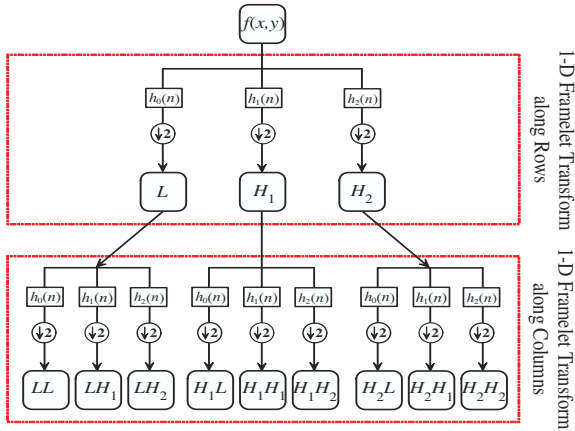 f(x,y)
h₀(n) h₁(n) h₂(n)
↓2 ↓2 ↓2
L H₁ H₂
1-D Framelet Transform
along Rows
h₀(n) h₁(n) h₂(n) h₀(n) h₁(n) h₂(n) h₀(n) h₁(n) h₂(n)
↓2 ↓2 ↓2 ↓2 ↓2 ↓2 ↓2 ↓2 ↓2
LL LH₁ LH₂ H₁L H₁H₁ H₁H₂ H₂L H₂H₁ H₂H₂
1-D Framelet Transform
along Columns